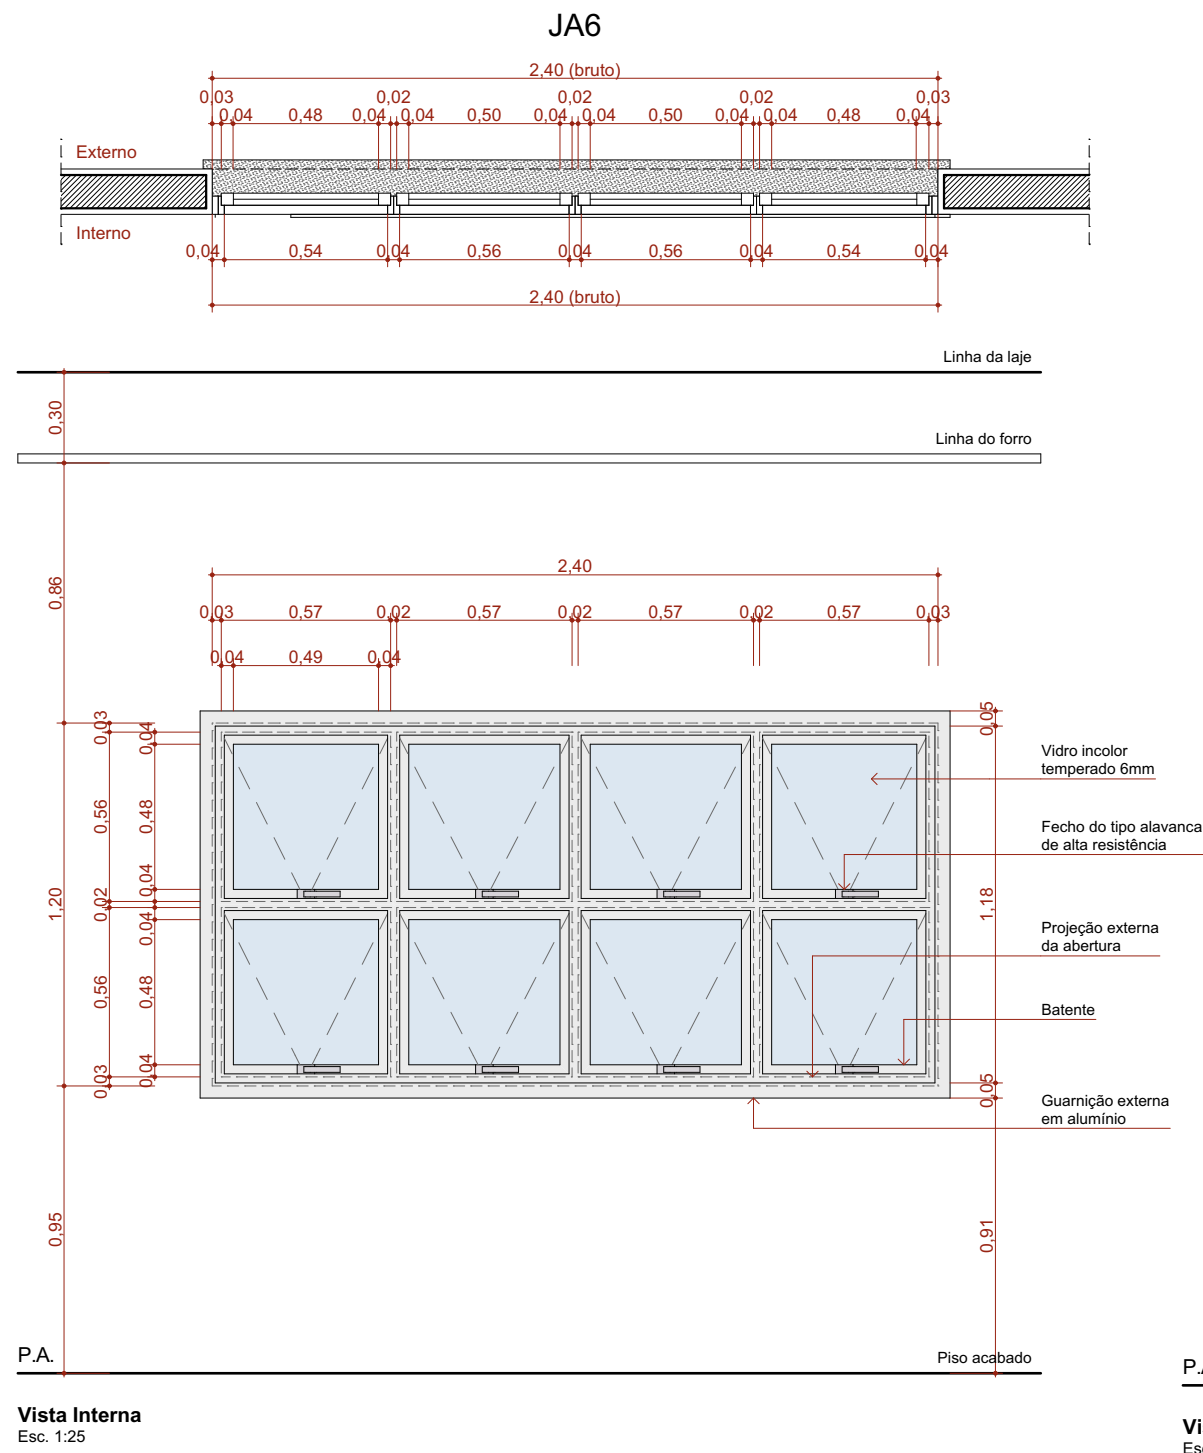 JA6
2,40 (bruto)
0,03 0,02 0,02 0,02 0,03
0,04 0,48 0,04 0,04 0,50 0,04 0,04 0,50 0,04 0,04 0,48 0,04
Externo
Interno
0,04 0,54 0,04 0,56 0,04 0,56 0,04 0,54 0,04
2,40 (bruto)
Linha da laje
0,30
Linha do forro
0,86
2,40
0,03 0,57 0,02 0,57 0,02 0,57 0,02 0,57 0,03
0,04 0,49 0,04
0,03
0,56
0,02
0,56
0,03
0,04
0,48
0,04
0,04
0,48
0,04
1,20
0,95
0,05
1,18
0,05
0,91
Vidro incolor
temperado 6mm
Fecho do tipo alavanca
de alta resistência
Projeção externa
da abertura
Batente
Guarnição externa
em alumínio
P.A.
Piso acabado
Vista Interna
Esc. 1:25